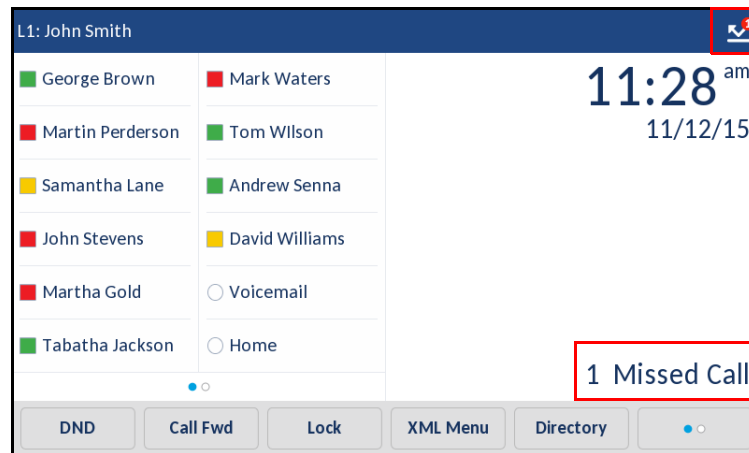 L1: John Smith
1
George Brown
Mark Waters
11:28 am
Martin Perderson
Tom WIlson
11/12/15
Samantha Lane
Andrew Senna
John Stevens
David Williams
Martha Gold
Voicemail
Tabatha Jackson
Home
1 Missed Call
DND
Call Fwd
Lock
XML Menu
Directory